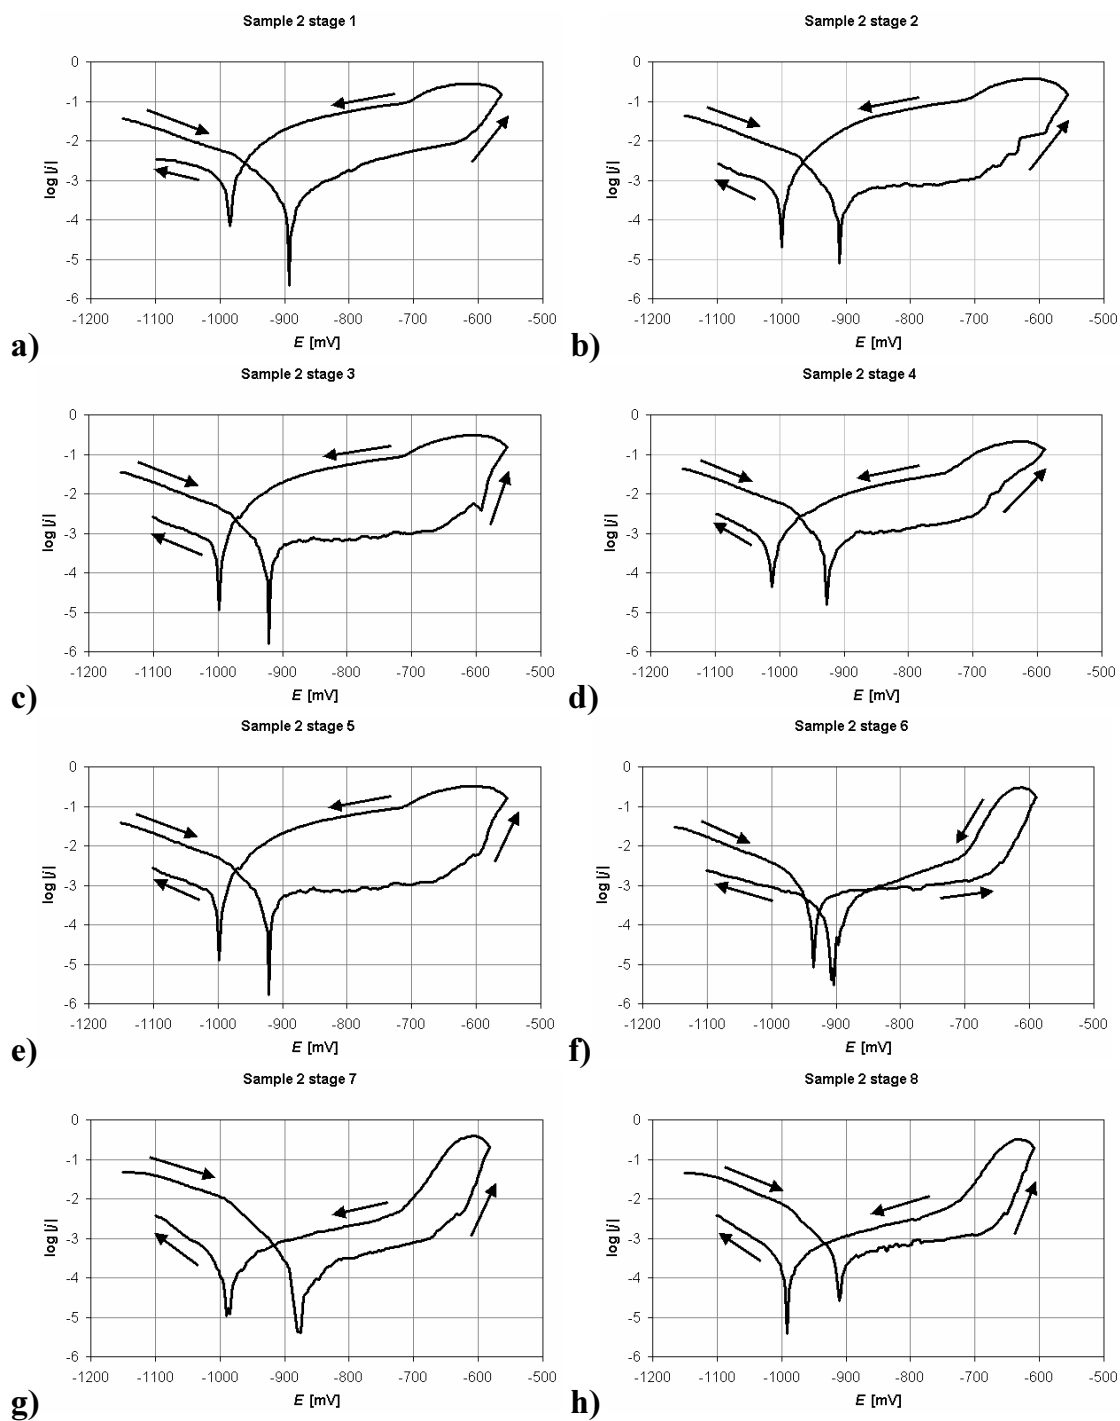 Sample 2 stage 1
0
-1
-2
-3
-4
-5
-6
log |j|
-1200 -1100 -1000 -900 -800 -700 -600 -500
E [mV]
a)
Sample 2 stage 2
0
-1
-2
-3
-4
-5
-6
log |j|
-1200 -1100 -1000 -900 -800 -700 -600 -500
E [mV]
b)
Sample 2 stage 3
0
-1
-2
-3
-4
-5
-6
log |j|
-1200 -1100 -1000 -900 -800 -700 -600 -500
E [mV]
c)
Sample 2 stage 4
0
-1
-2
-3
-4
-5
-6
log |j|
-1200 -1100 -1000 -900 -800 -700 -600 -500
E [mV]
d)
Sample 2 stage 5
0
-1
-2
-3
-4
-5
-6
log |j|
-1200 -1100 -1000 -900 -800 -700 -600 -500
E [mV]
e)
Sample 2 stage 6
0
-1
-2
-3
-4
-5
-6
log |j|
-1200 -1100 -1000 -900 -800 -700 -600 -500
E [mV]
f)
Sample 2 stage 7
0
-1
-2
-3
-4
-5
-6
log |j|
-1200 -1100 -1000 -900 -800 -700 -600 -500
E [mV]
g)
Sample 2 stage 8
0
-1
-2
-3
-4
-5
-6
log |j|
-1200 -1100 -1000 -900 -800 -700 -600 -500
E [mV]
h)